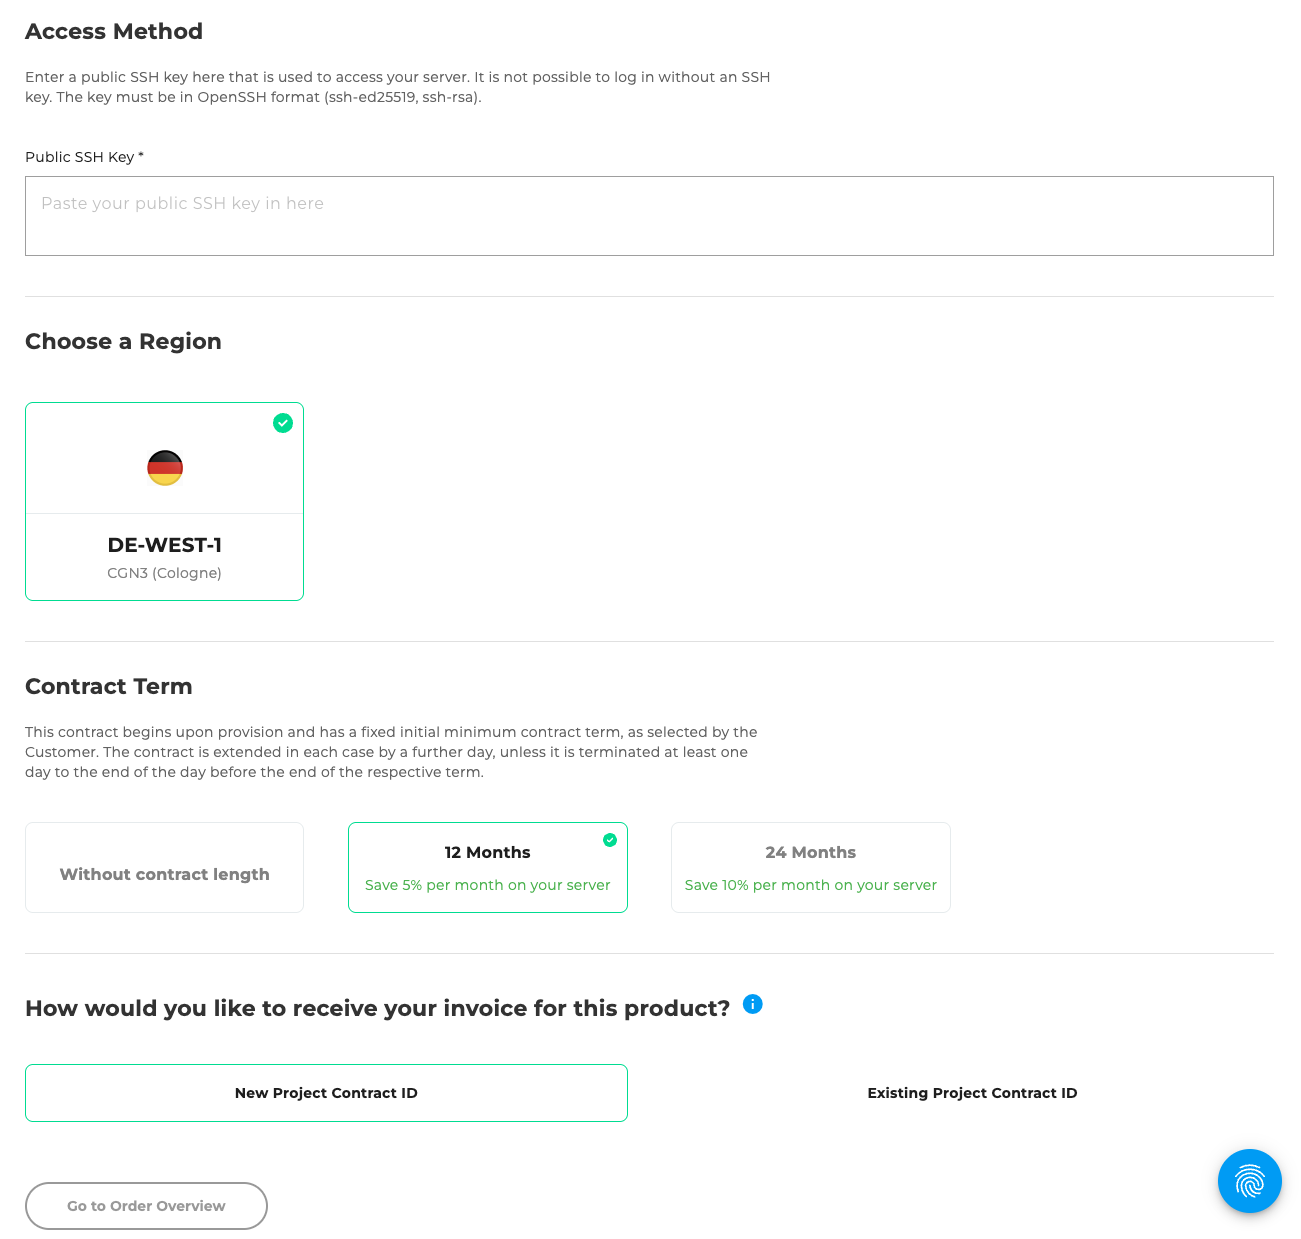 Access Method
Enter a public SSH key here that is used to access your server. It is not possible to log in without an SSH
key. The key must be in OpenSSH format (ssh-ed25519, ssh-rsa).
Public SSH Key *
Paste your public SSH key in here
Choose a Region
DE-WEST-1
CGN3 (Cologne)
Contract Term
This contract begins upon provision and has a fixed initial minimum contract term, as selected by the
Customer. The contract is extended in each case by a further day, unless it is terminated at least one
day to the end of the day before the end of the respective term.
Without contract length
12 Months
Save 5% per month on your server
24 Months
Save 10% per month on your server
How would you like to receive your invoice for this product?
New Project Contract ID
Existing Project Contract ID
Go to Order Overview